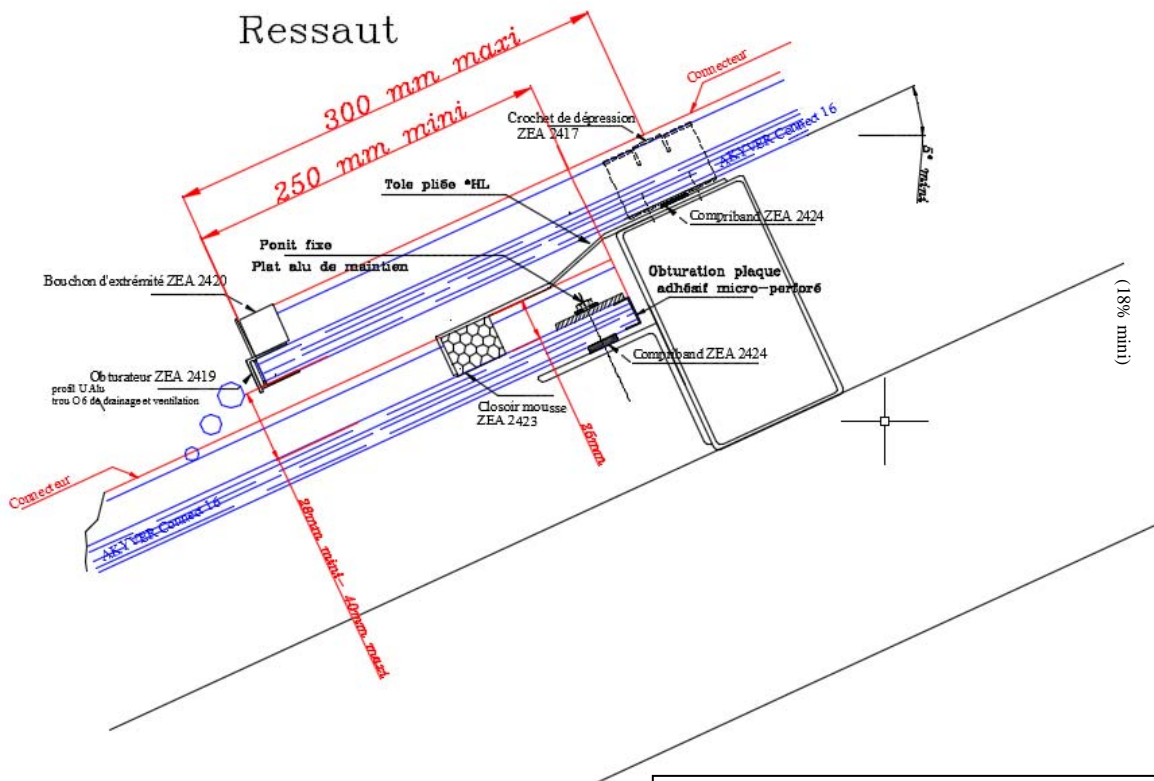 Ressaut
300 mm maxi
250 mm mini
Connecteur
Crochet de dépression
ZEA 2417
AKYVER Connect 16
5° mini
Tole pliée *HL
Compriband ZEA 2424
Ponit fixe
Plat alu de maintien
Obturation plaque
adhésif micro-perforé
Bouchon d'extrémité ZEA 2420
(18% mini)
Compriband ZEA 2424
Obturateur ZEA 2419
profil U Alu
trou O 6 de drainage et ventilation
Closoir mousse
ZEA 2423
25mm
Connecteur
AKYVER Connect 16
28mm mini- 40mm maxi